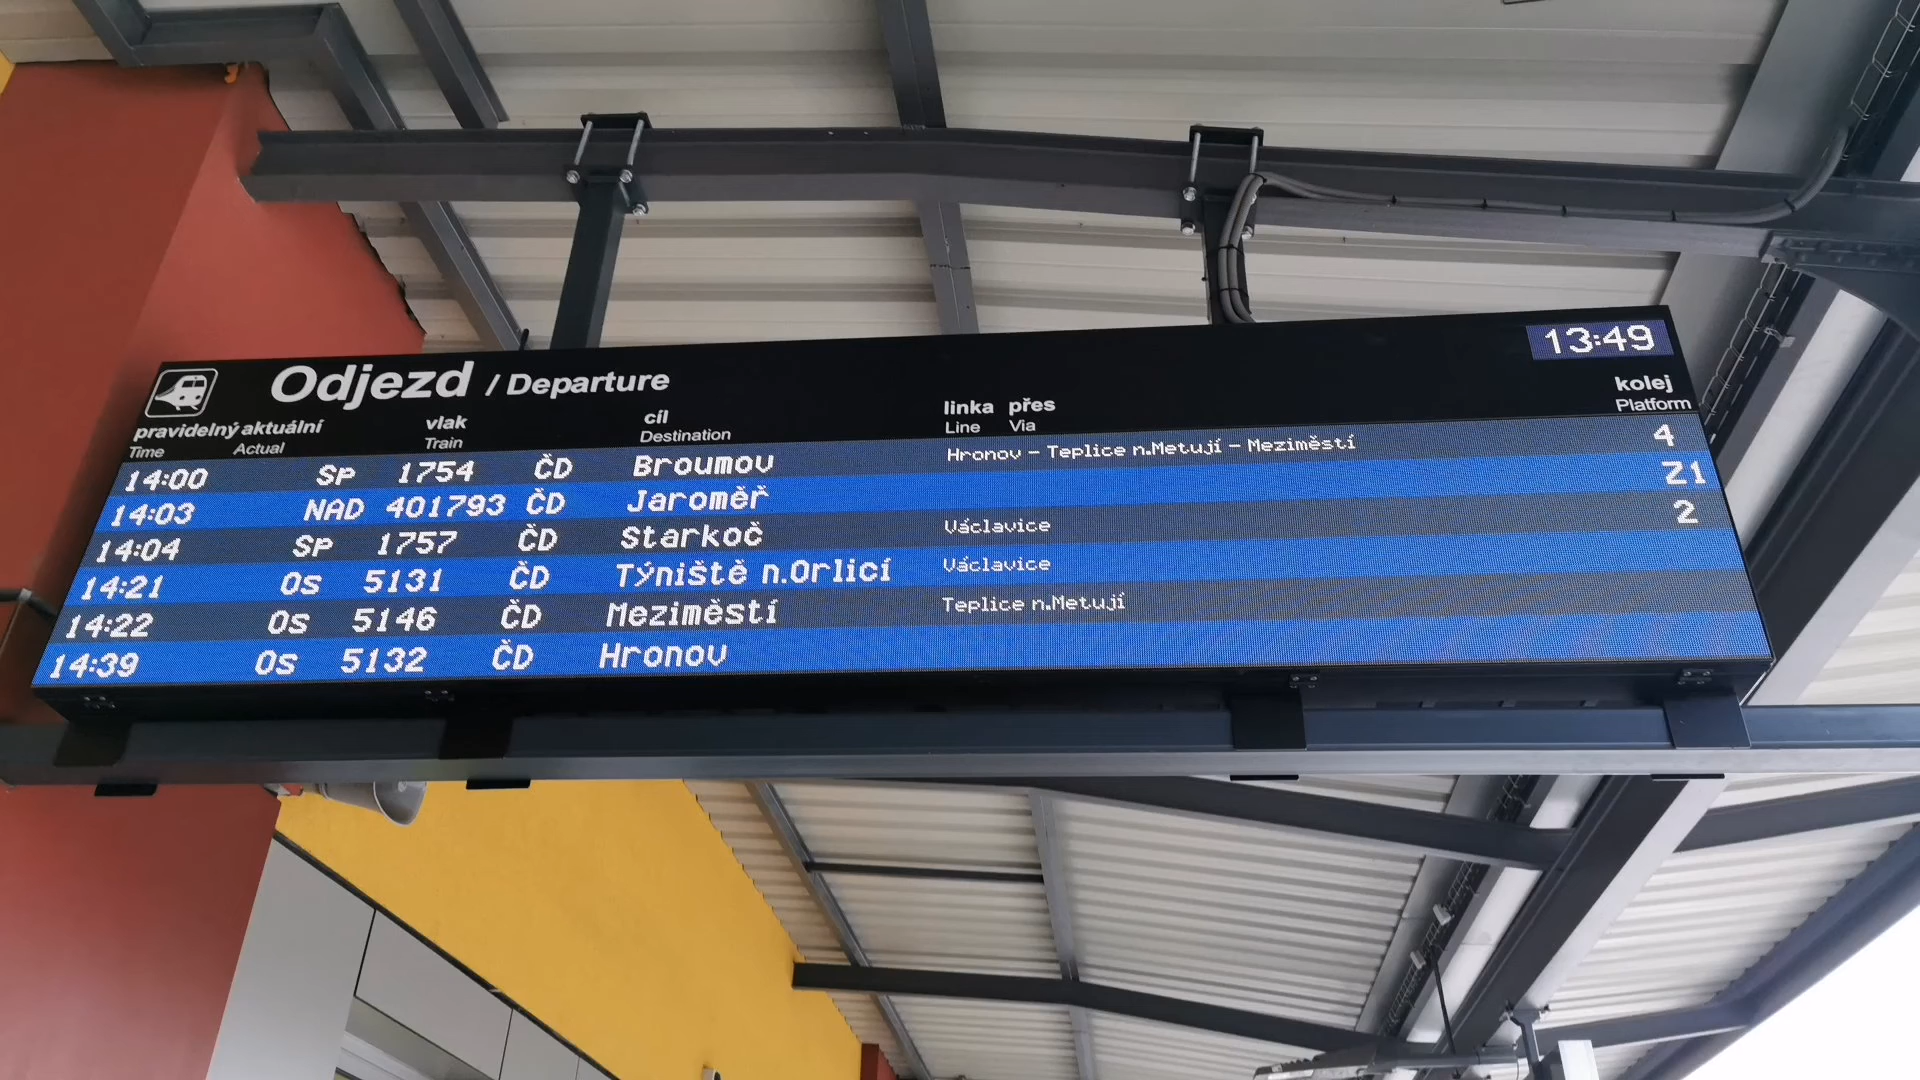 13:49
Odjezd / Departure
pravidelný aktuální vlak cíl linka přes kolej
Time Actual Train Destination Line Via Platform
14:00 Sp 1754 ČD Broumov Hronov - Teplice n.Metují - Meziměstí 4
14:03 NAD 401793 ČD Jaroměř Z1
14:04 Sp 1757 ČD Starkoč Václavice 2
14:21 Os 5131 ČD Týniště n.Orlicí Václavice
14:22 Os 5146 ČD Meziměstí Teplice n.Metují
14:39 Os 5132 ČD Hronov